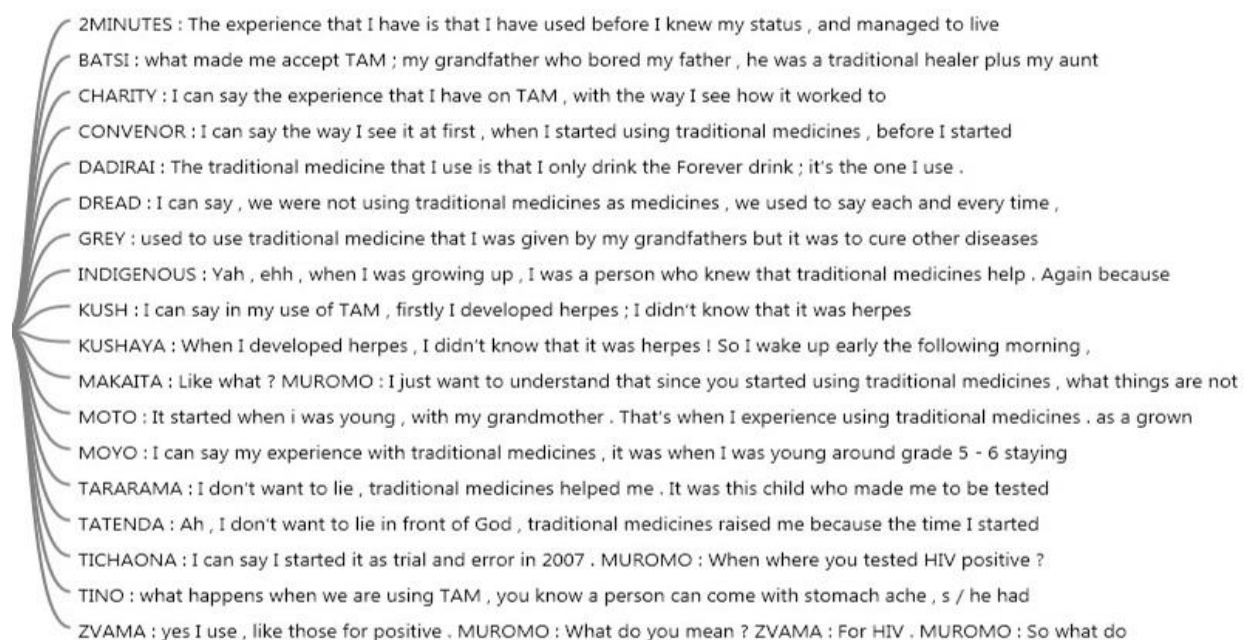 2MINUTES : The experience that I have is that I have used before I knew my status , and managed to live
BATSI : what made me accept TAM ; my grandfather who bored my father , he was a traditional healer plus my aunt
CHARITY : I can say the experience that I have on TAM , with the way I see how it worked to
CONVENOR : I can say the way I see it at first , when I started using traditional medicines , before I started
DADIRAI : The traditional medicine that I use is that I only drink the Forever drink ; it's the one I use .
DREAD : I can say , we were not using traditional medicines as medicines , we used to say each and every time ,
GREY : used to use traditional medicine that I was given by my grandfathers but it was to cure other diseases
INDIGENOUS : Yah , ehh , when I was growing up , I was a person who knew that traditional medicines help . Again because
KUSH : I can say in my use of TAM , firstly I developed herpes ; I didn't know that it was herpes
KUSHAYA : When I developed herpes , I didn't know that it was herpes ! So I wake up early the following morning ,
MAKAITA : Like what ? MUROMO : I just want to understand that since you started using traditional medicines , what things are not
MOTO : It started when i was young , with my grandmother . That's when I experience using traditional medicines . as a grown
MOYO : I can say my experience with traditional medicines , it was when I was young around grade 5 - 6 staying
TARARAMA : I don't want to lie , traditional medicines helped me . It was this child who made me to be tested
TATENDA : Ah , I don't want to lie in front of God , traditional medicines raised me because the time I started
TICHAONA : I can say I started it as trial and error in 2007 . MUROMO : When where you tested HIV positive ?
TINO : what happens when we are using TAM , you know a person can come with stomach ache , s / he had
ZVAMA : yes I use , like those for positive . MUROMO : What do you mean ? ZVAMA : For HIV . MUROMO : So what do